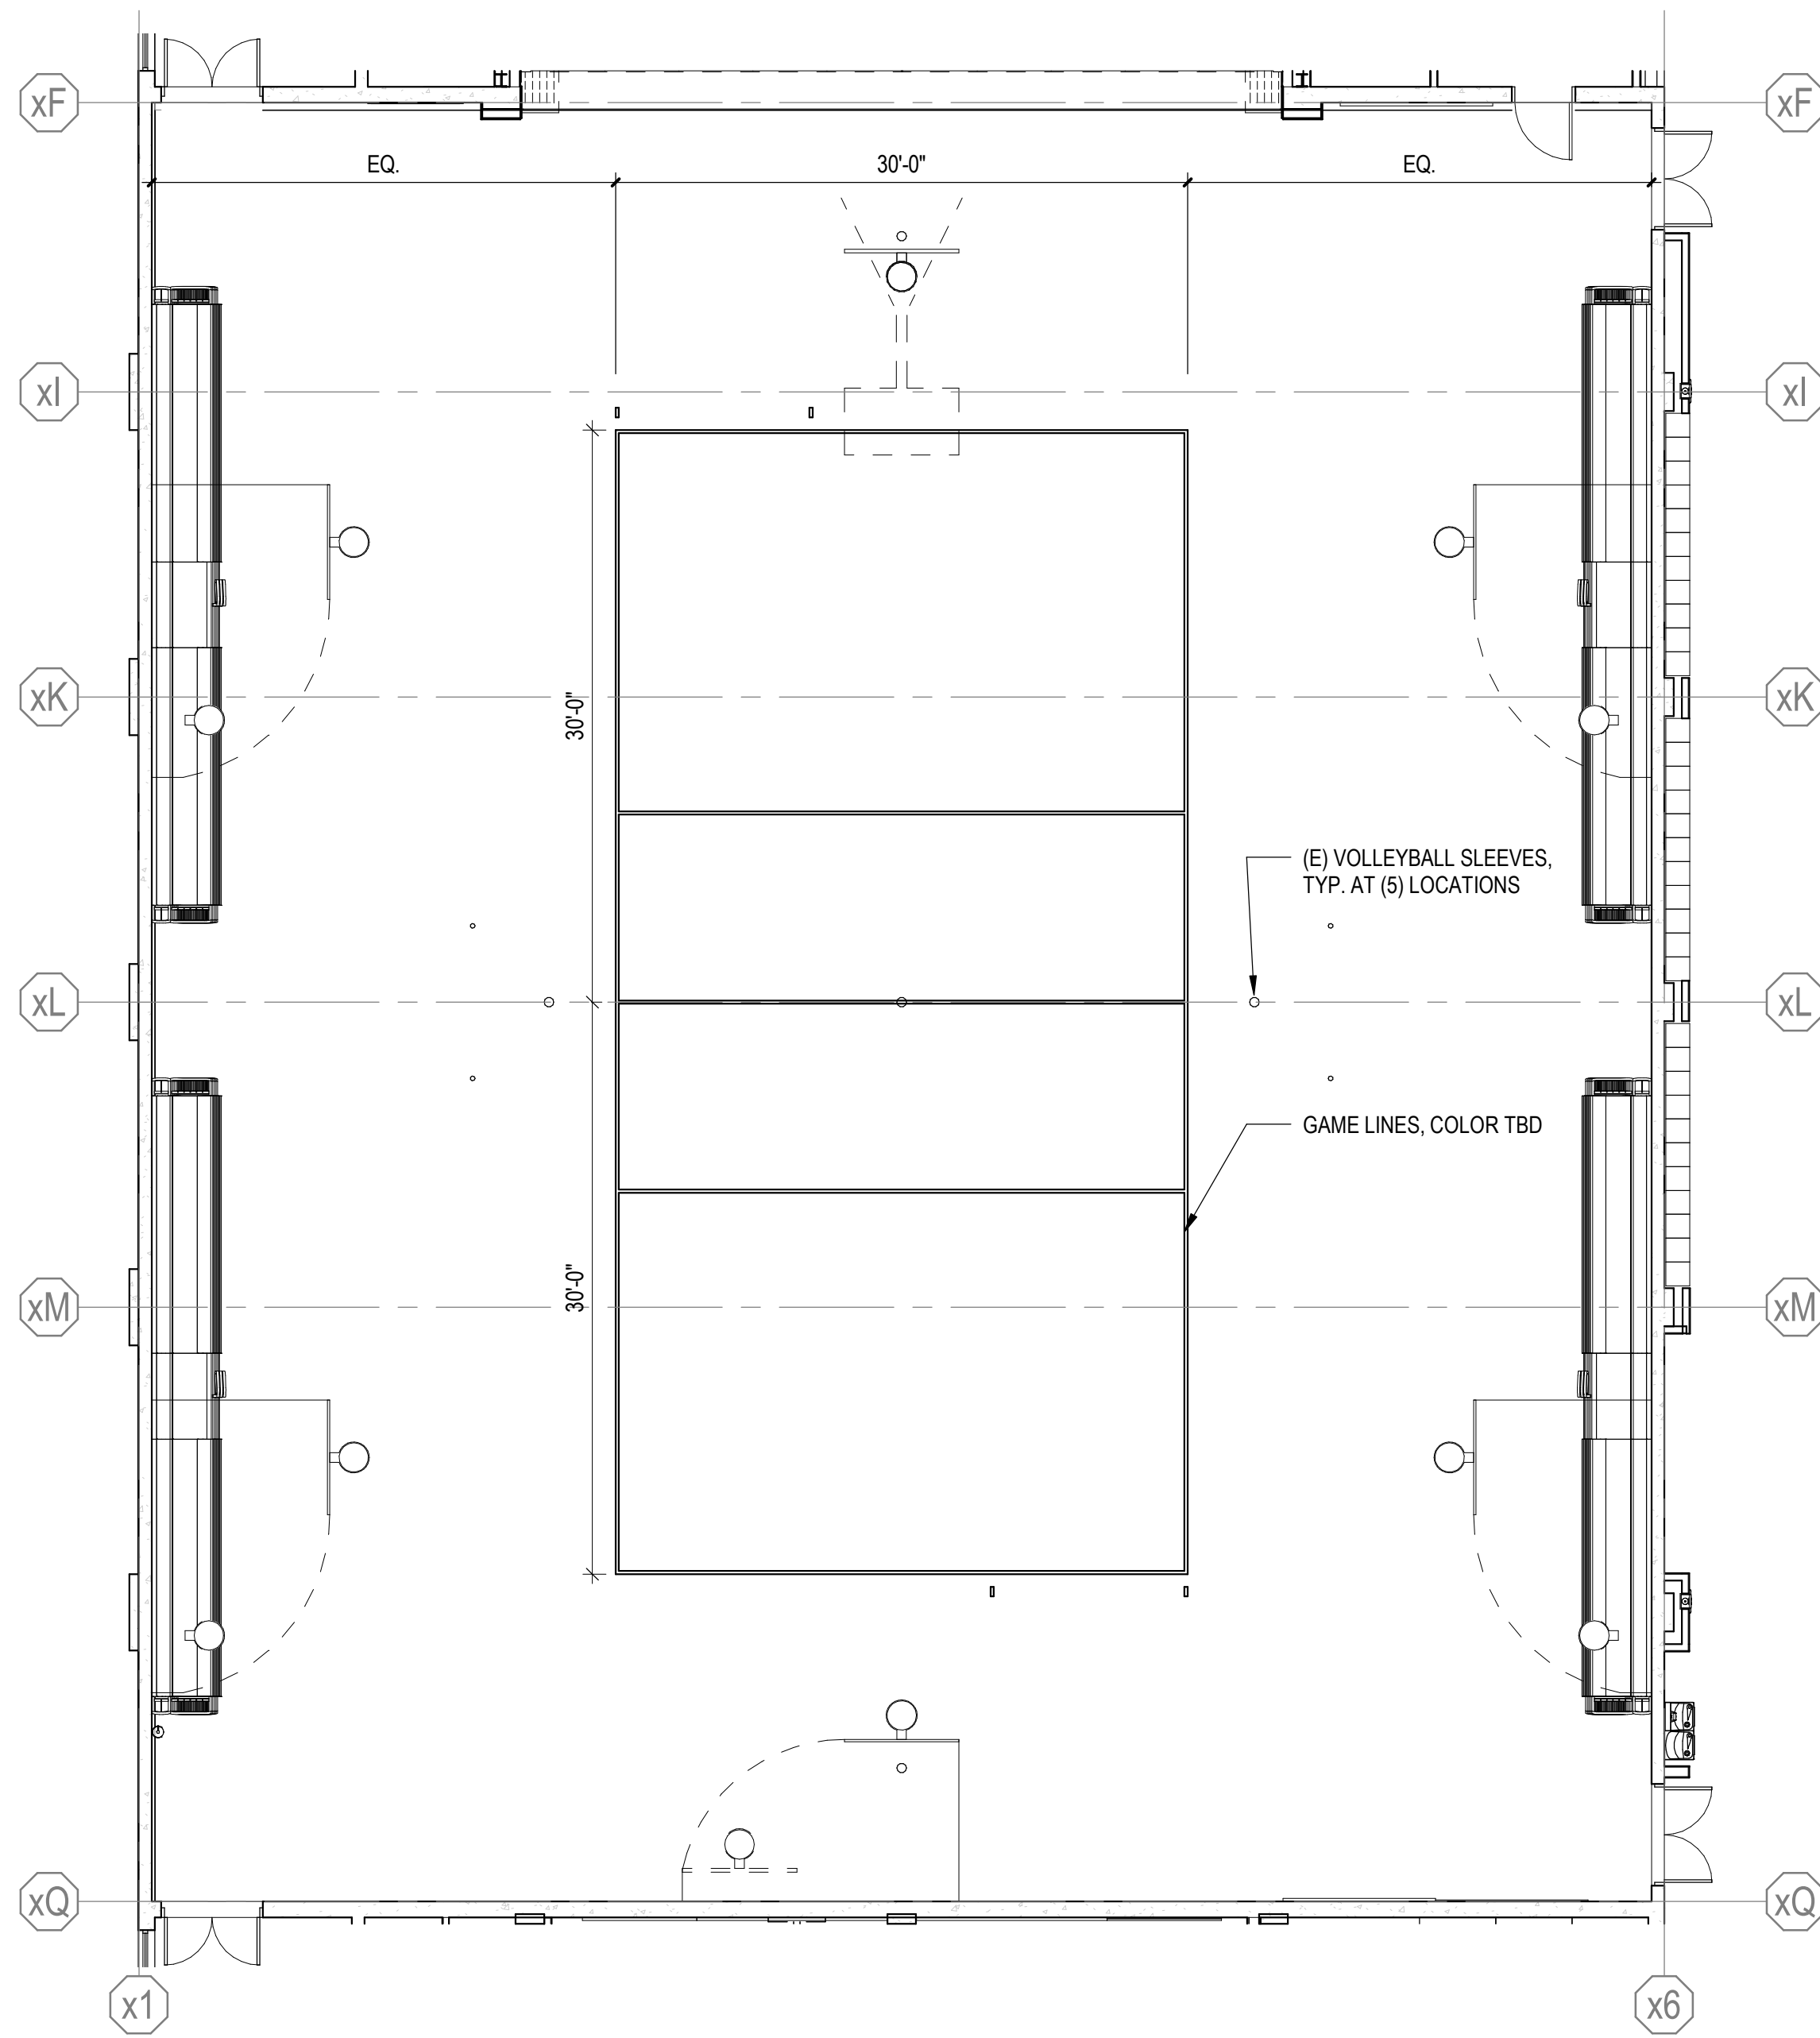 xF
xF
EQ.
30'-0"
EQ.
xI
xI
xK
30'-0"
xK
(E) VOLLEYBALL SLEEVES,
TYP. AT (5) LOCATIONS
xL
xL
GAME LINES, COLOR TBD
30'-0"
xM
xM
xQ
xQ
x1
x6